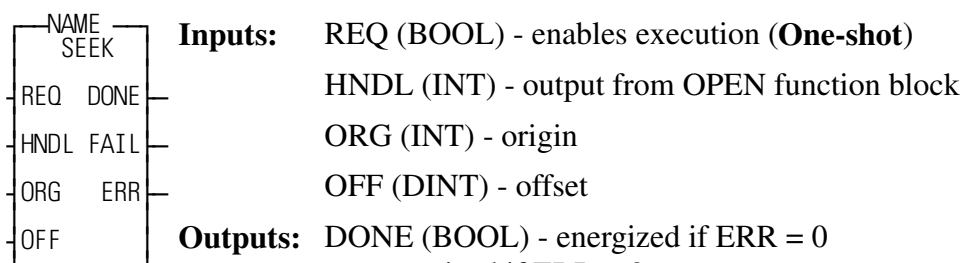 NAME
SEEK
Inputs: REQ (BOOL) - enables execution (One-shot)
REQ DONE
HNDL (INT) - output from OPEN function block
HNDL FAIL
ORG (INT) - origin
ORG ERR
OFF (DINT) - offset
OFF
Outputs: DONE (BOOL) - energized if ERR = 0